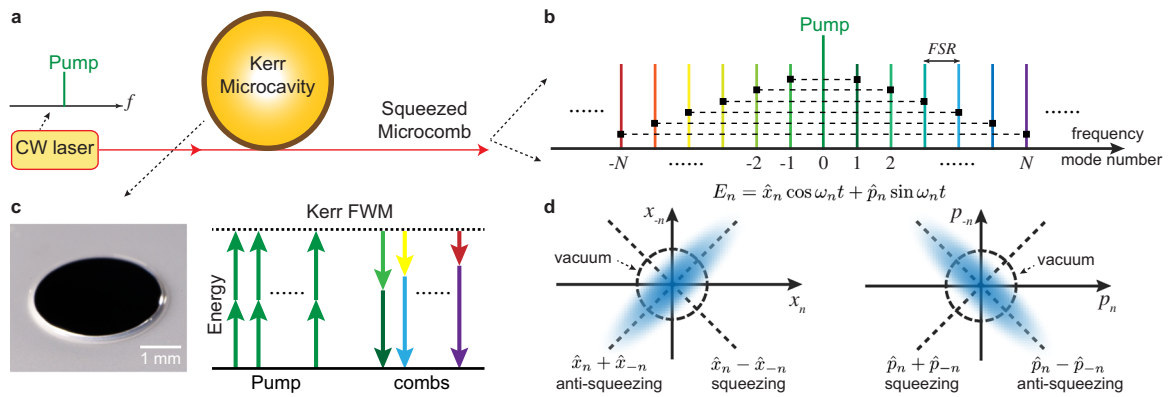 a
Pump
f
CW laser
Kerr
Microcavity
Squeezed
Microcomb
b
Pump
FSR
......
......
frequency
-N
......
-2
-1
0
1
2
......
N
mode number
E_n = x̂_n cos ω_n t + p̂_n sin ω_n t
c
1 mm
Kerr FWM
Energy
......
......
Pump
combs
d
x_-n
vacuum
x_n
x̂_n + x̂_−n
anti-squeezing
x̂_n − x̂_−n
squeezing
p_-n
vacuum
p_n
p̂_n + p̂_−n
squeezing
p̂_n − p̂_−n
anti-squeezing